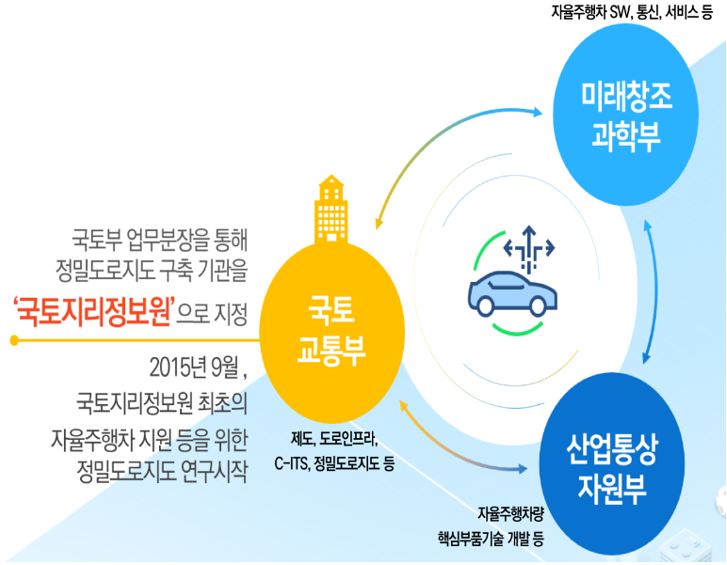 자율주행차 SW, 통신, 서비스 등
미래창조
과학부
국토부 업무분장을 통해
정밀도로지도 구축 기관을
‘국토지리정보원’으로 지정
2015년 9월 ,
국토지리정보원 최초의
자율주행차 지원 등을 위한
정밀도로지도 연구시작
국토
교통부
제도, 도로인프라,
C-ITS, 정밀도로지도 등
산업통상
자원부
자율주행차량
핵심부품기술 개발 등